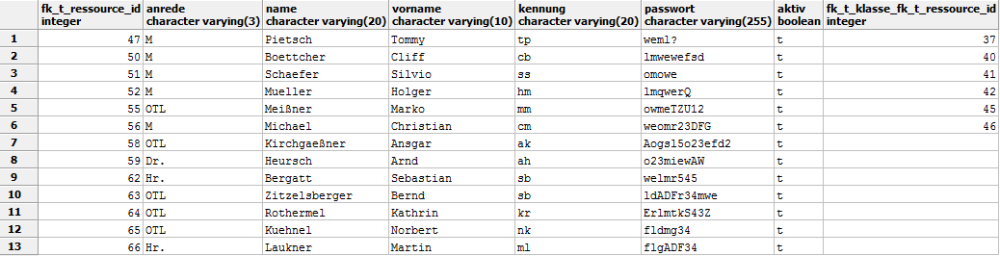 fk_t_ressource_id anrede name vorname kennung passwort aktiv fk_t_klasse_fk_t_ressource_id
integer character varying(3) character varying(20) character varying(10) character varying(20) character varying(255) boolean integer
1 47 M Pietsch Tommy tp weml? t 37
2 50 M Boettcher Cliff cb lmwewefsd t 40
3 51 M Schaefer Silvio ss omowe t 41
4 52 M Mueller Holger hm lmqwerQ t 42
5 55 OTL Meißner Marko mm owmeTZU12 t 45
6 56 M Michael Christian cm weomr23DFG t 46
7 58 OTL Kirchgaeßner Ansgar ak Aogsl5o23efd2 t
8 59 Dr. Heursch Arnd ah o23miewAW t
9 62 Hr. Bergatt Sebastian sb welmr545 t
10 63 OTL Zitzelsberger Bernd sb ldADFr34mwe t
11 64 OTL Rothermel Kathrin kr ErlmtkS43Z t
12 65 OTL Kuehnel Norbert nk fldmg34 t
13 66 Hr. Laukner Martin ml flgADF34 t